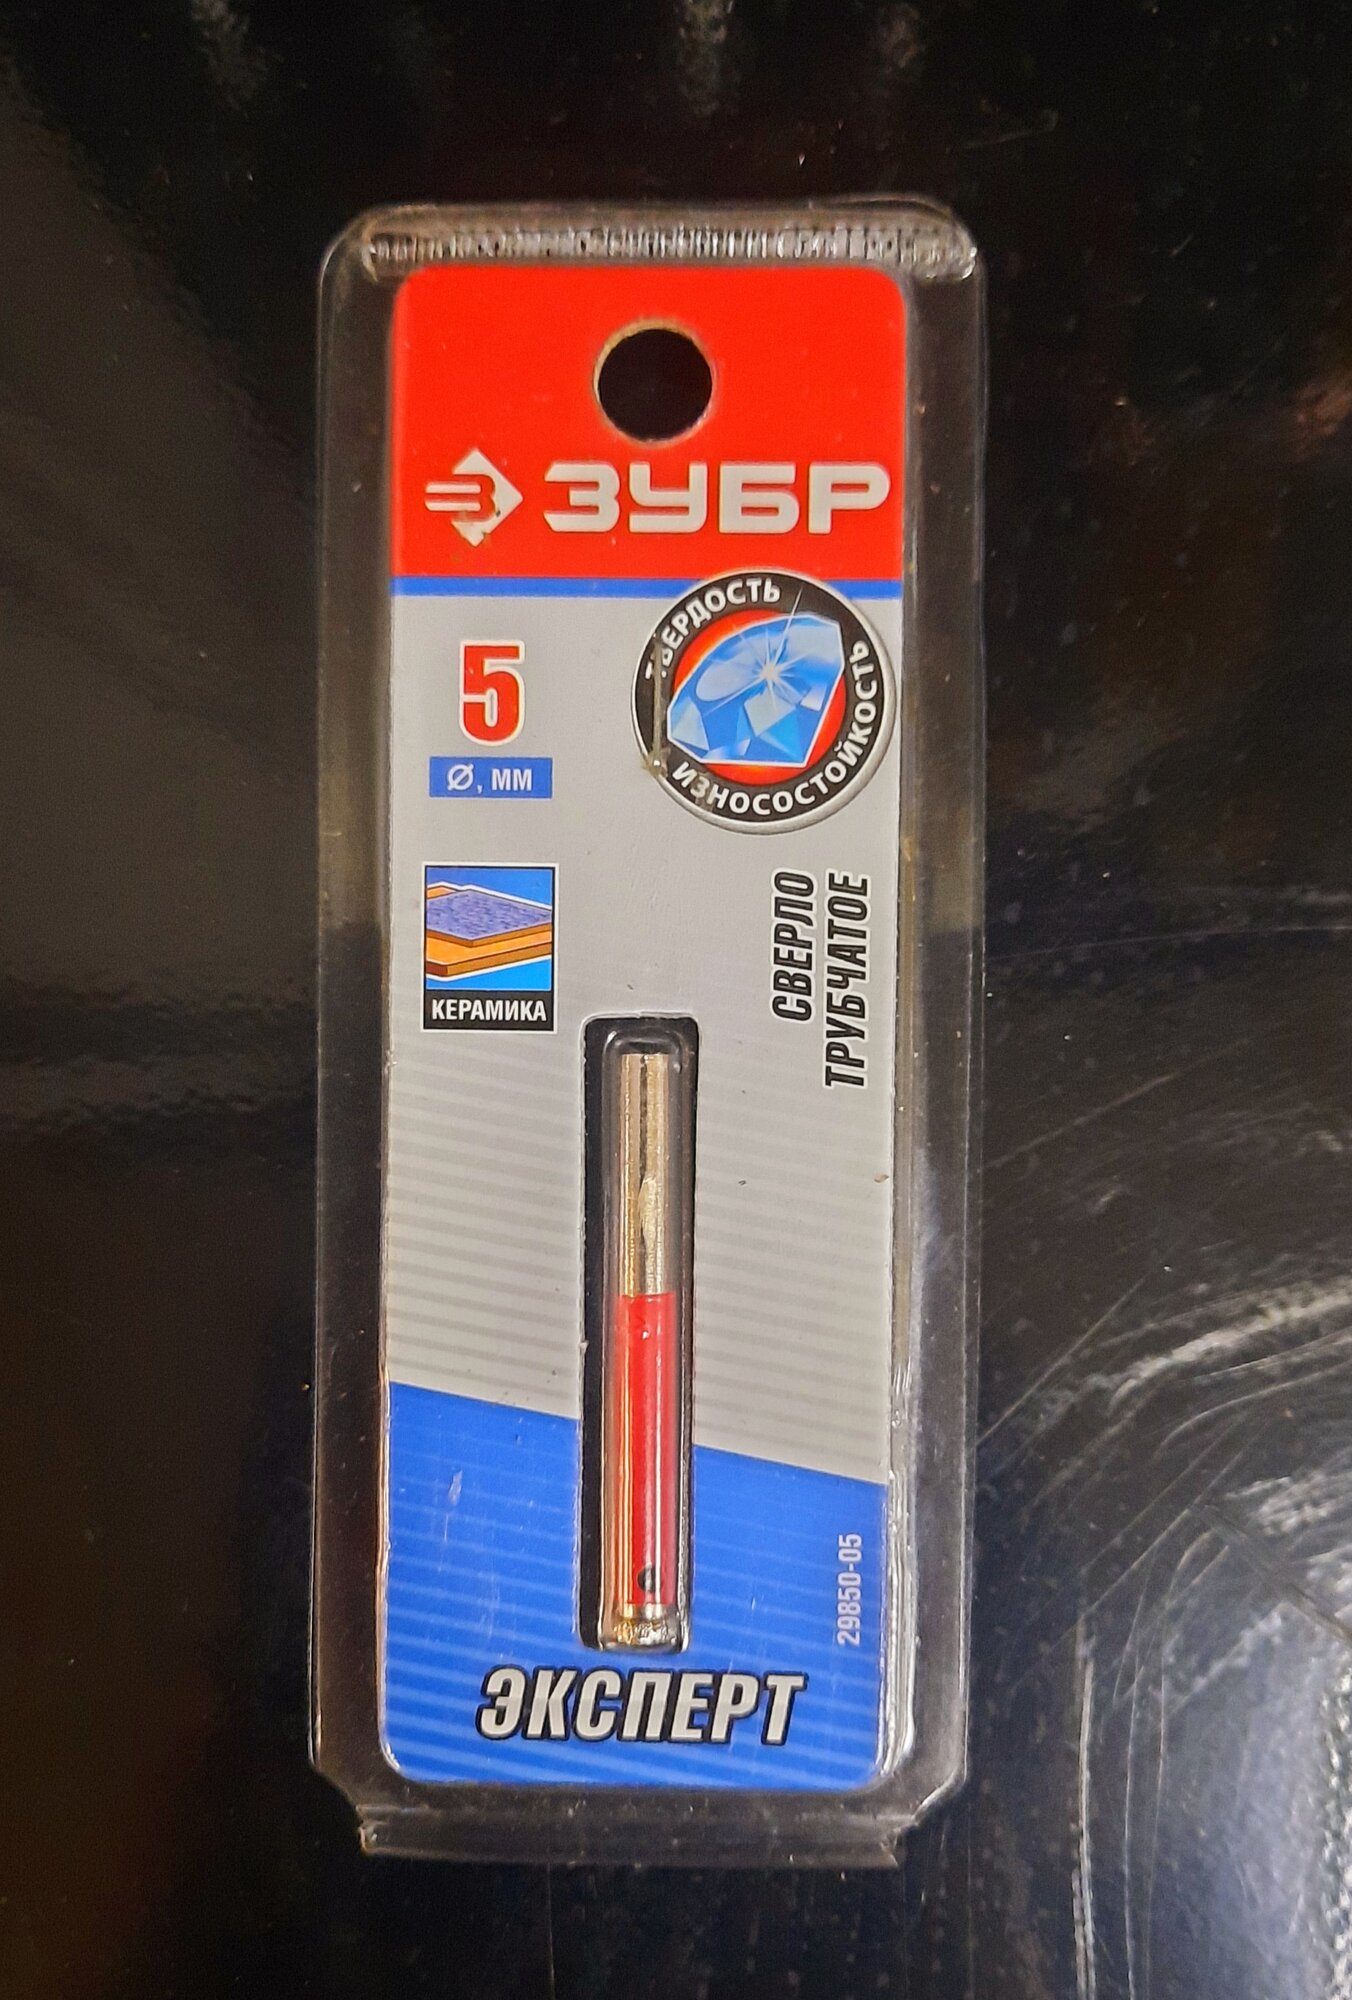 ЗУБР
5
Ø, ММ
ТВЕРДОСТЬ
ИЗНОСОСТОЙКОСТЬ
КЕРАМИКА
СВЕРЛО
ТРУБЧАТОЕ
29850-05
ЭКСПЕРТ